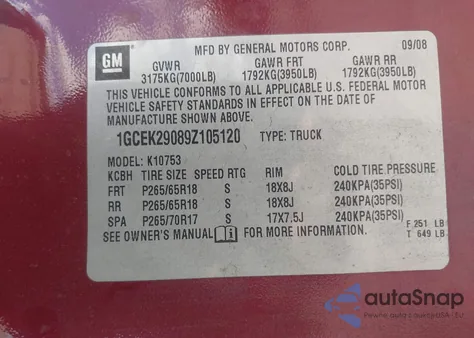 GM
MFD BY GENERAL MOTORS CORP. 09/08
GVWR GAWR FRT GAWR RR
3175KG(7000LB) 1792KG(3950LB) 1792KG(3950LB)
THIS VEHICLE CONFORMS TO ALL APPLICABLE U.S. FEDERAL MOTOR
VEHICLE SAFETY STANDARDS IN EFFECT ON THE DATE OF
MANUFACTURE SHOWN ABOVE.
1GCEK29089Z105120 TYPE: TRUCK
MODEL: K10753
KCBH TIRE SIZE SPEED RTG RIM COLD TIRE PRESSURE
FRT P265/65R18 S 18X8J 240KPA(35PSI)
RR P265/65R18 S 18X8J 240KPA(35PSI)
SPA P265/70R17 S 17X7.5J 240KPA(35PSI)
SEE OWNER'S MANUAL FOR MORE INFORMATION. F 251 LB
T 649 LB
autoSnap